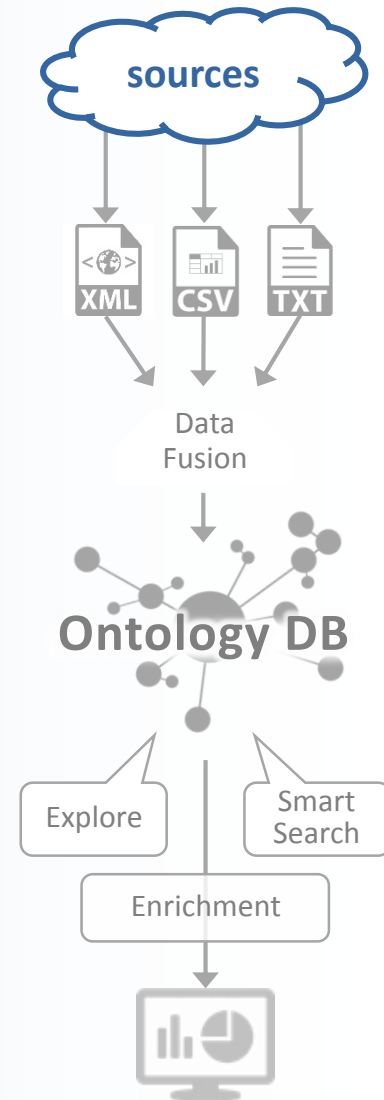 sources
XML
CSV
TXT
Data
Fusion
Ontology DB
Explore
Smart
Search
Enrichment